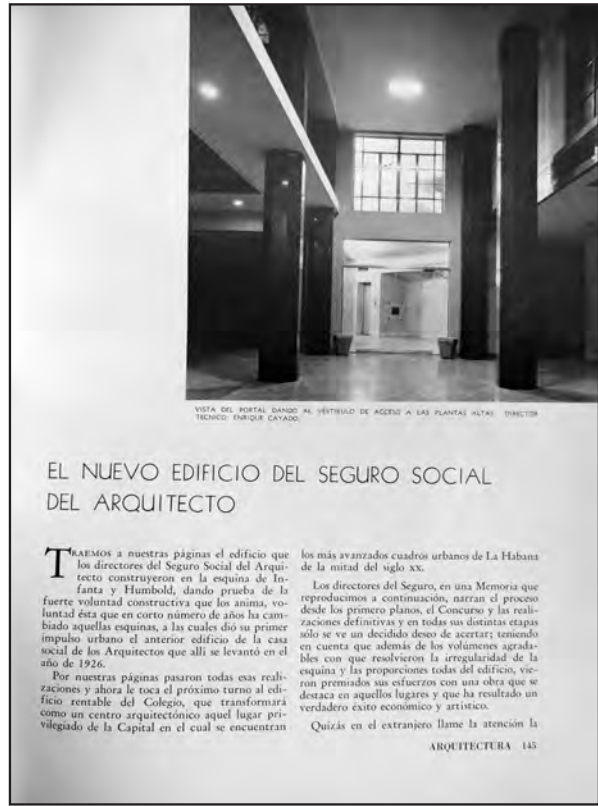 VISTA DEL PORTAL DANDO AL VESTIBULO DE ACCESO A LAS PLANTAS ALTAS. DIRECTOR
TECNICO: ENRIQUE CAYADO.
EL NUEVO EDIFICIO DEL SEGURO SOCIAL
DEL ARQUITECTO
TRAEMOS a nuestras páginas el edificio que
los directores del Seguro Social del Arqui-
tecto construyeron en la esquina de In-
fanta y Humbold, dando prueba de la
fuerte voluntad constructiva que los anima, vo-
luntad ésta que en corto número de años ha cam-
biado aquellas esquinas, a las cuales dió su primer
impulso urbano el anterior edificio de la casa
social de los Arquitectos que allí se levantó en el
año de 1926.
Por nuestras páginas pasaron todas esas reali-
zaciones y ahora le toca el próximo turno al edi-
ficio rentable del Colegio, que transformará
como un centro arquitectónico aquel lugar pri-
vilegiado de la Capital en el cual se encuentran
los más avanzados cuadros urbanos de La Habana
de la mitad del siglo XX.
Los directores del Seguro, en una Memoria que
reproducimos a continuación, narran el proceso
desde los primero planos, el Concurso y las reali-
zaciones definitivas y en todas sus distintas etapas
sólo se ve un decidido deseo de acertar; teniendo
en cuenta que además de los volúmenes agrada-
bles con que resolvieron la irregularidad de la
esquina y las proporciones todas del edificio, vie-
ron premiados sus esfuerzos con una obra que se
destaca en aquellos lugares y que ha resultado un
verdadero éxito económico y artístico.
Quizás en el extranjero llame la atención la
ARQUITECTURA 145